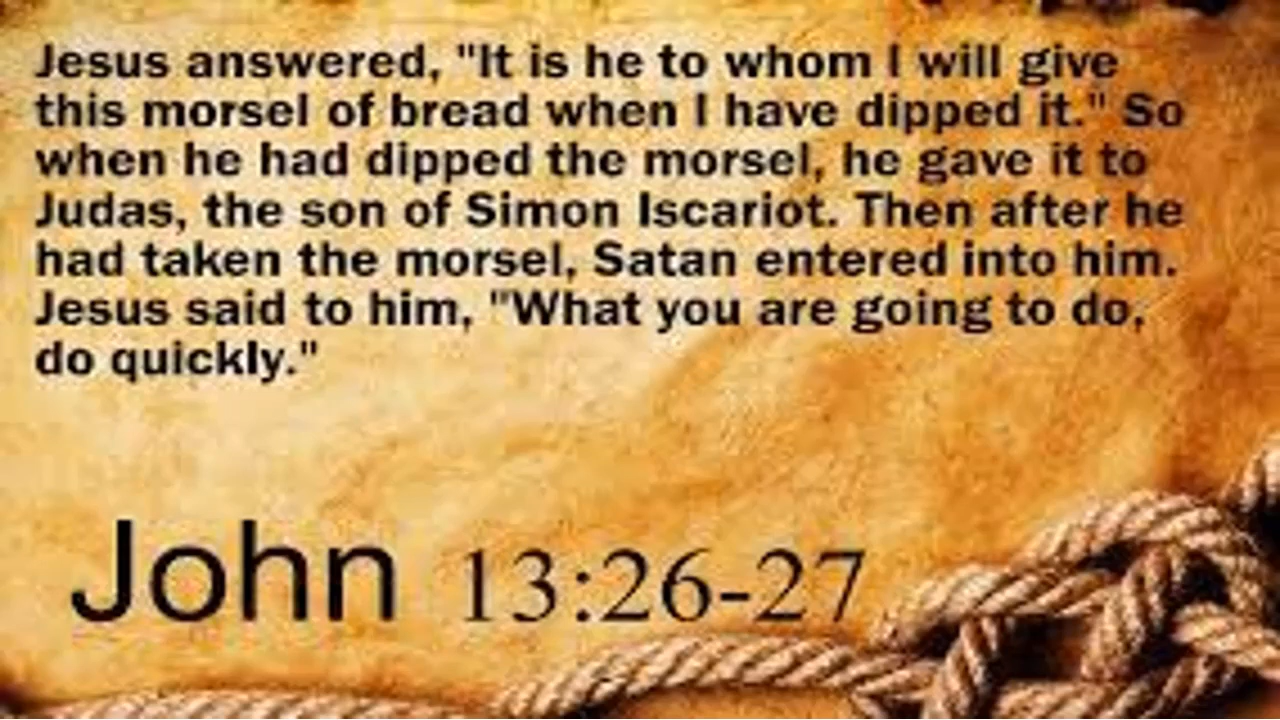 Jesus answered, "It is he to whom I will give
this morsel of bread when I have dipped it." So
when he had dipped the morsel, he gave it to
Judas, the son of Simon Iscariot. Then after he
had taken the morsel, Satan entered into him.
Jesus said to him, "What you are going to do,
do quickly."
John 13:26-27